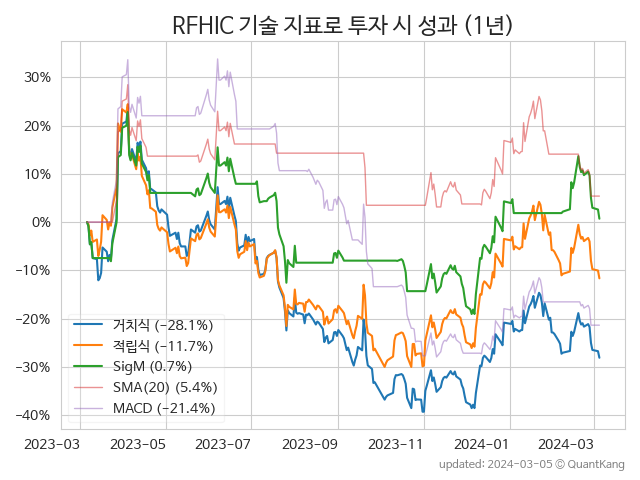 RFHIC 기술 지표로 투자 시 성과 (1년)
30%
20%
10%
0%
−10%
−20%
−30%
−40%
거치식 (−28.1%)
적립식 (−11.7%)
SigM (0.7%)
SMA(20) (5.4%)
MACD (−21.4%)
2023−03 2023−05 2023−07 2023−09 2023−11 2024−01 2024−03
updated: 2024−03−05 © QuantKang